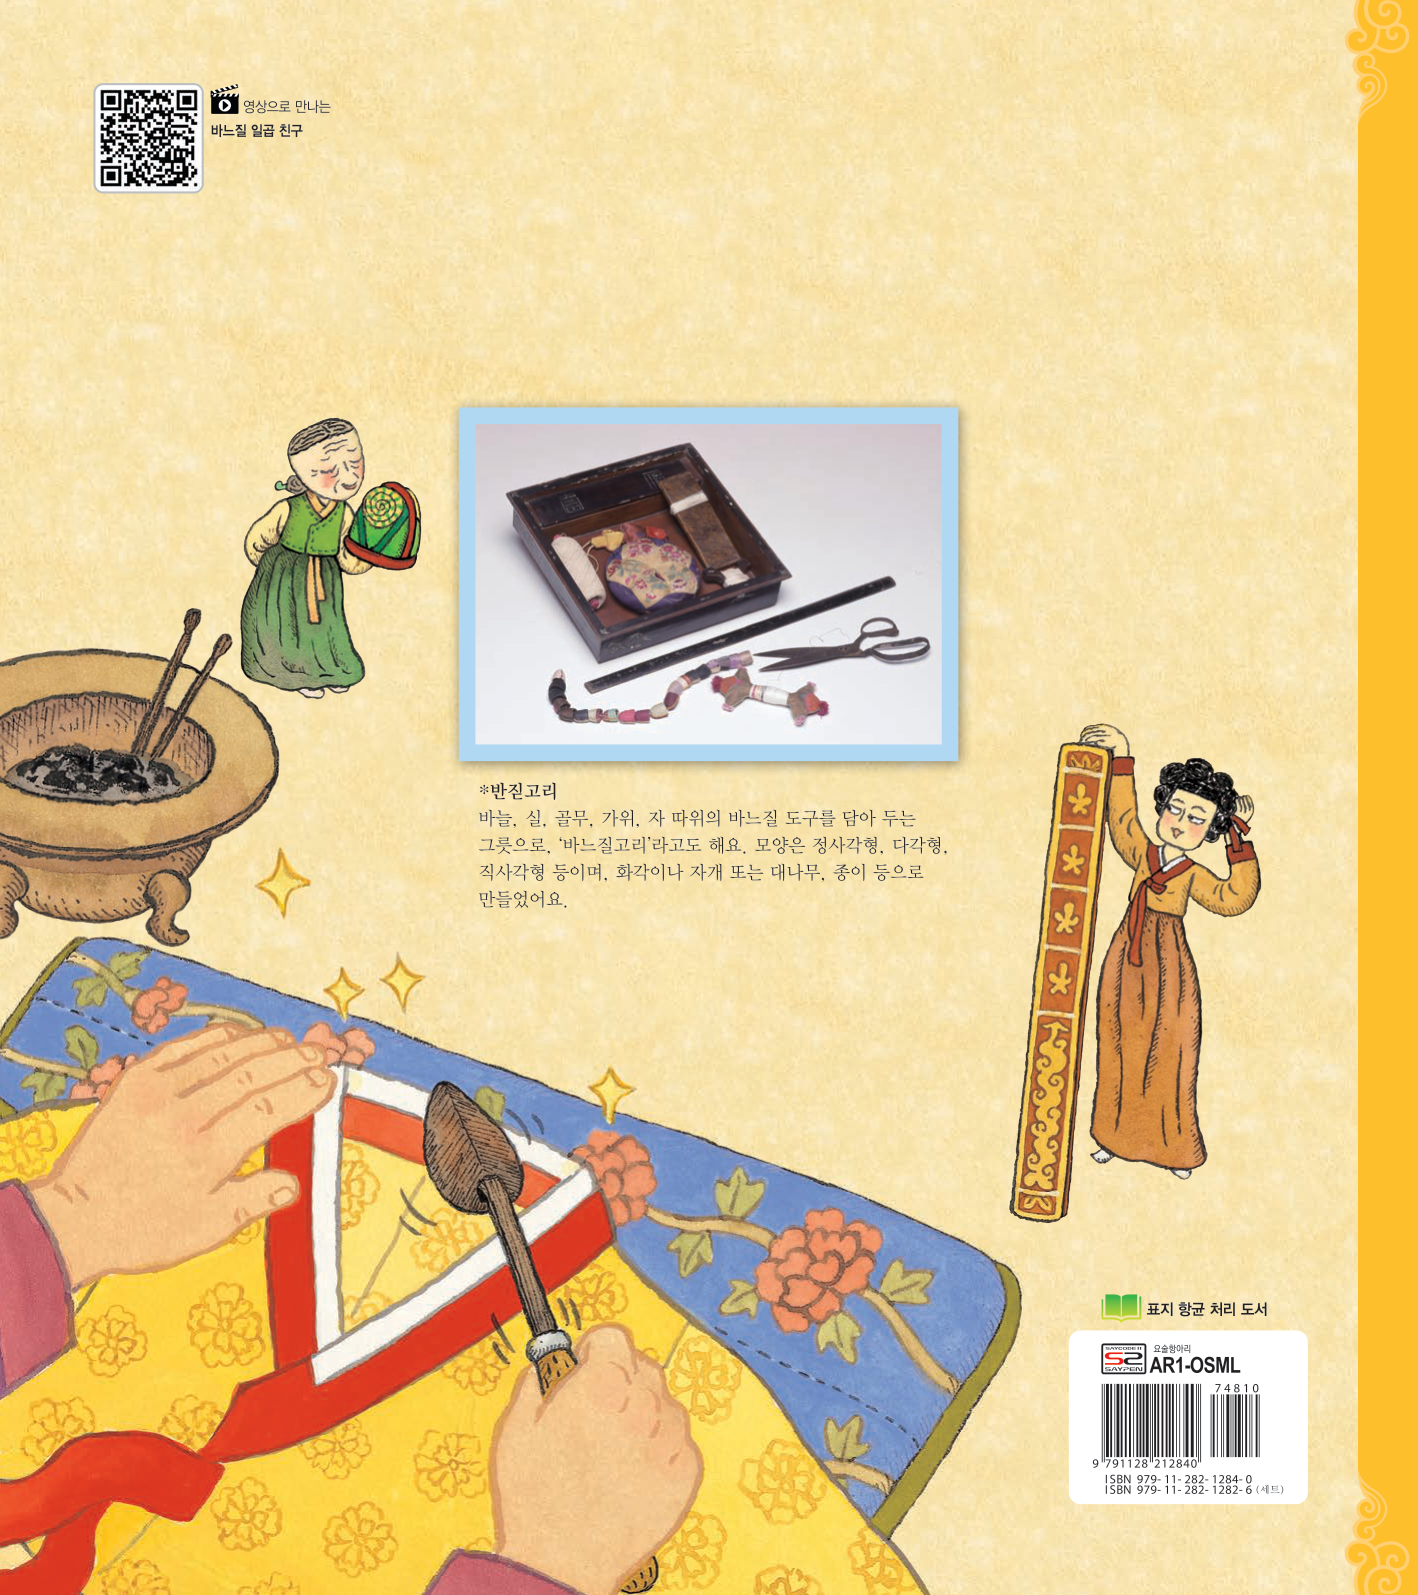 영상으로 만나는
바느질 일곱 친구
*반짇고리
바늘, 실, 골무, 가위, 자 따위의 바느질 도구를 담아 두는
그릇으로, ‘바느질고리’라고도 해요. 모양은 정사각형, 다각형,
직사각형 등이며, 화각이나 자개 또는 대나무, 종이 등으로
만들었어요.
표지 항균 처리 도서
SAYCODE II
S2
SAYPEN
요술항아리
AR1-OSML
74810
9 791128 212840
ISBN 979-11-282-1284-0
ISBN 979-11-282-1282-6 (세트)